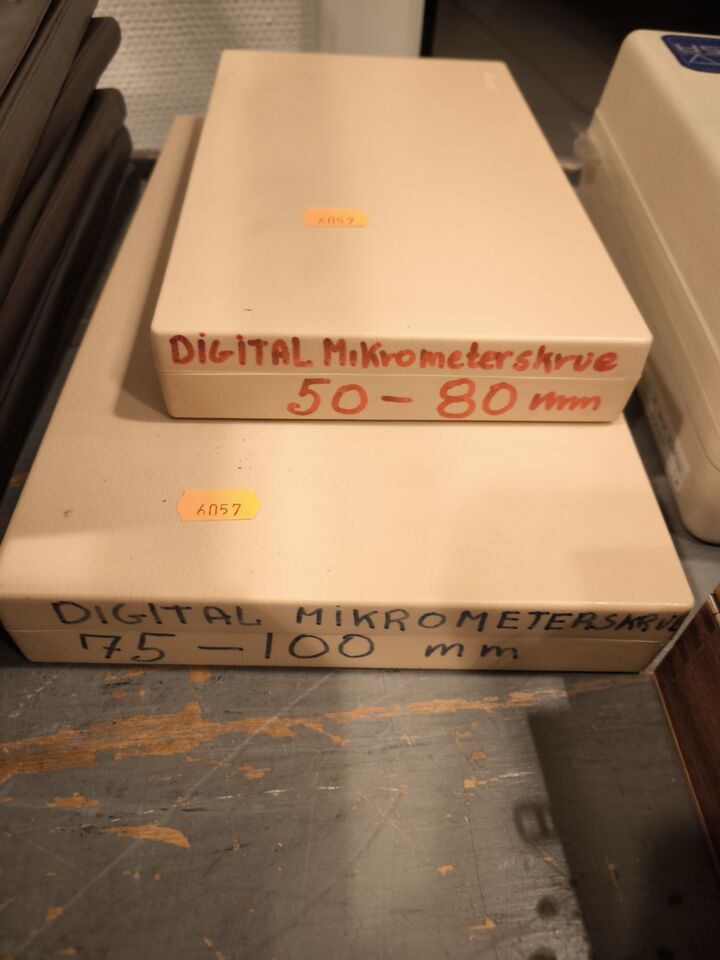 6057
DiGiTAL MiKrometerskrue
50 - 80 mm
6057
DIGITAL MiKROMETERSKRUE
75 - 100 mm